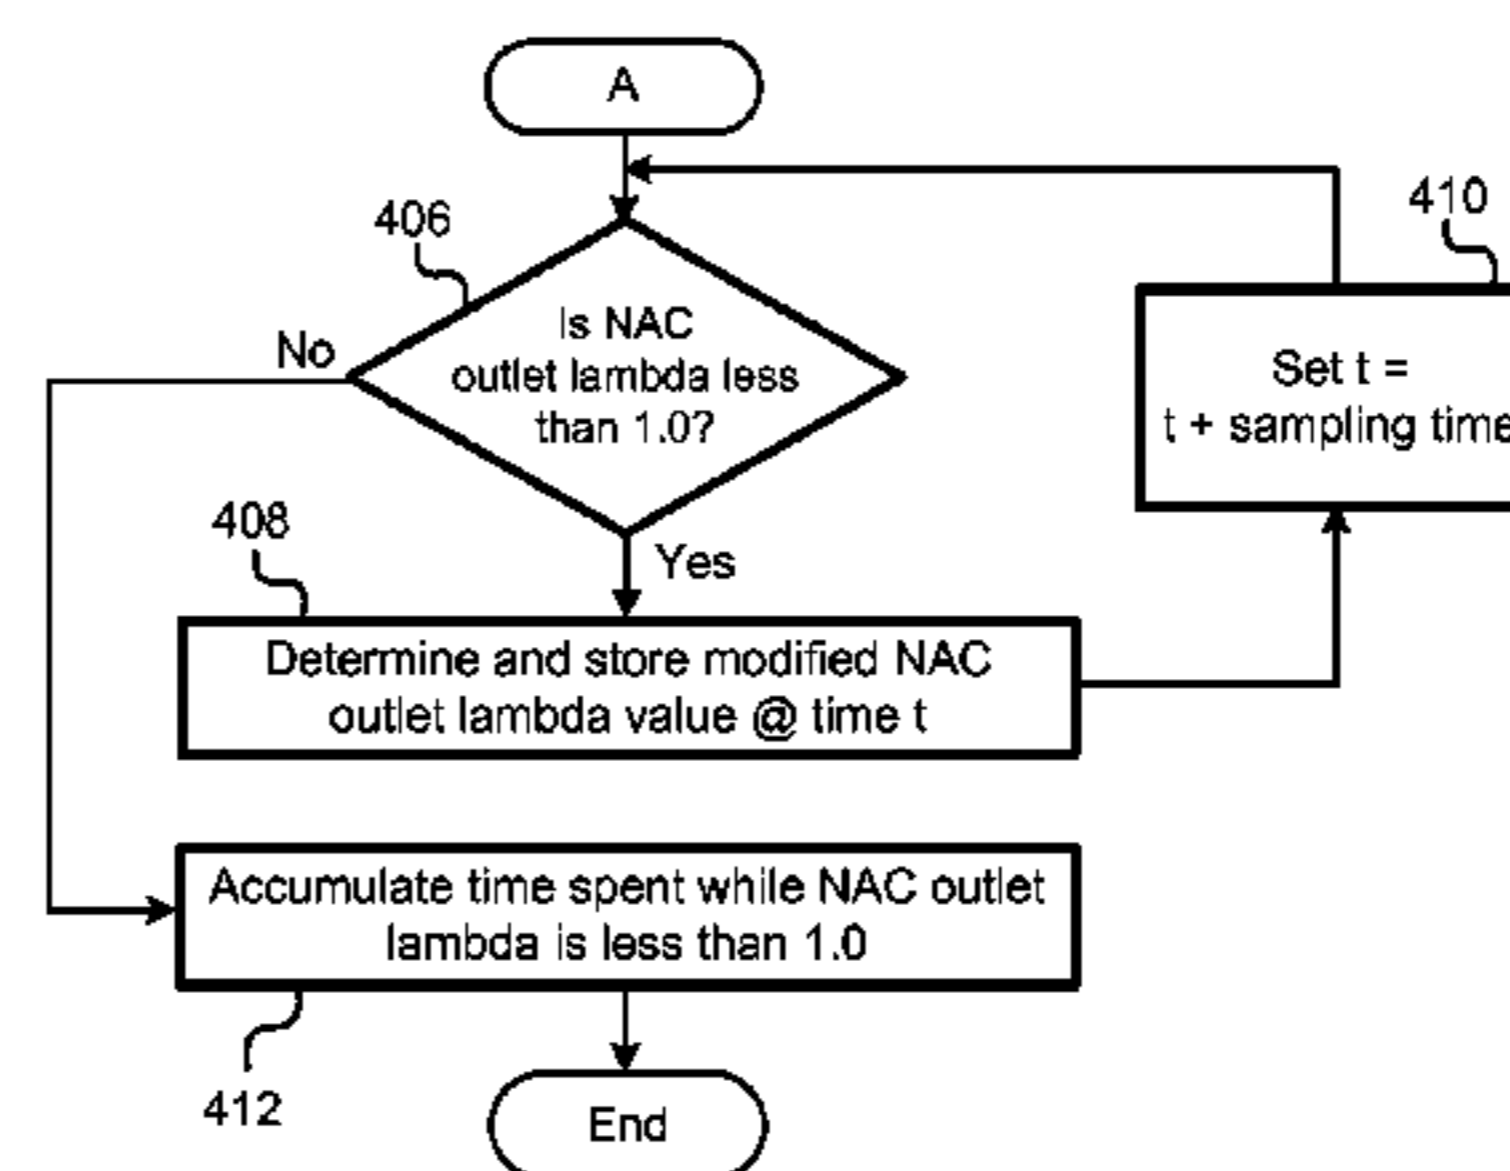 A
406
410
Is NAC
outlet lambda less
than 1.0?
No
Set t =
t + sampling time
408
Yes
Determine and store modified NAC
outlet lambda value @ time t
Accumulate time spent while NAC outlet
lambda is less than 1.0
412
End